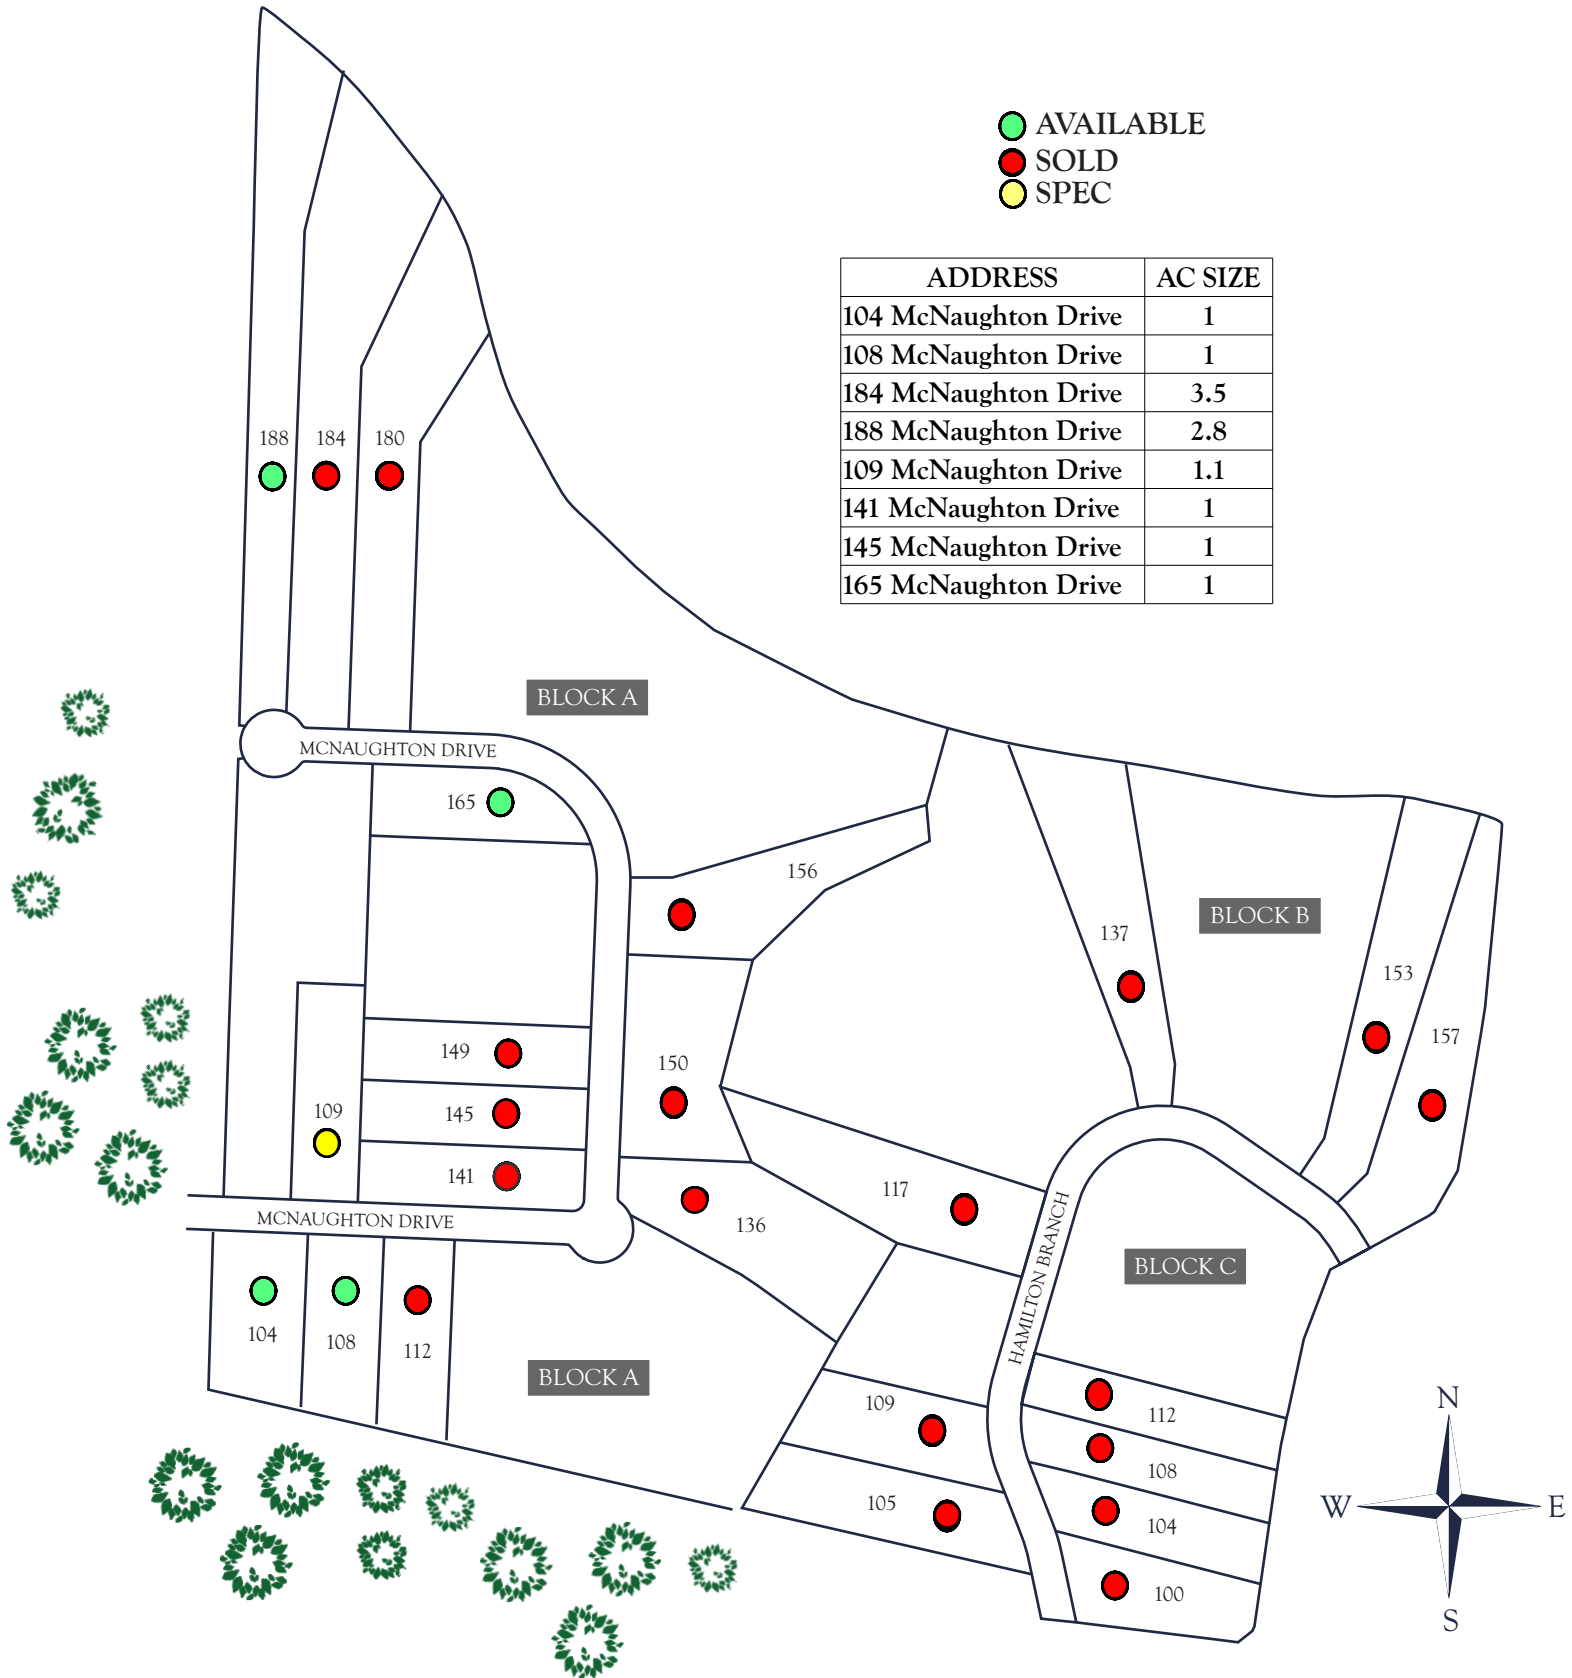 AVAILABLE
SOLD
SPEC
ADDRESS AC SIZE
104 McNaughton Drive 1
108 McNaughton Drive 1
184 McNaughton Drive 3.5
188 McNaughton Drive 2.8
109 McNaughton Drive 1.1
141 McNaughton Drive 1
145 McNaughton Drive 1
165 McNaughton Drive 1
188 184 180
BLOCK A
MCNAUGHTON DRIVE
165
156
BLOCK B
137
153
157
149
150
109
145
141
117
136
MCNAUGHTON DRIVE
HAMILTON BRANCH
BLOCK C
104
108
112
BLOCK A
109
112
108
105
104
100
N
W
E
S